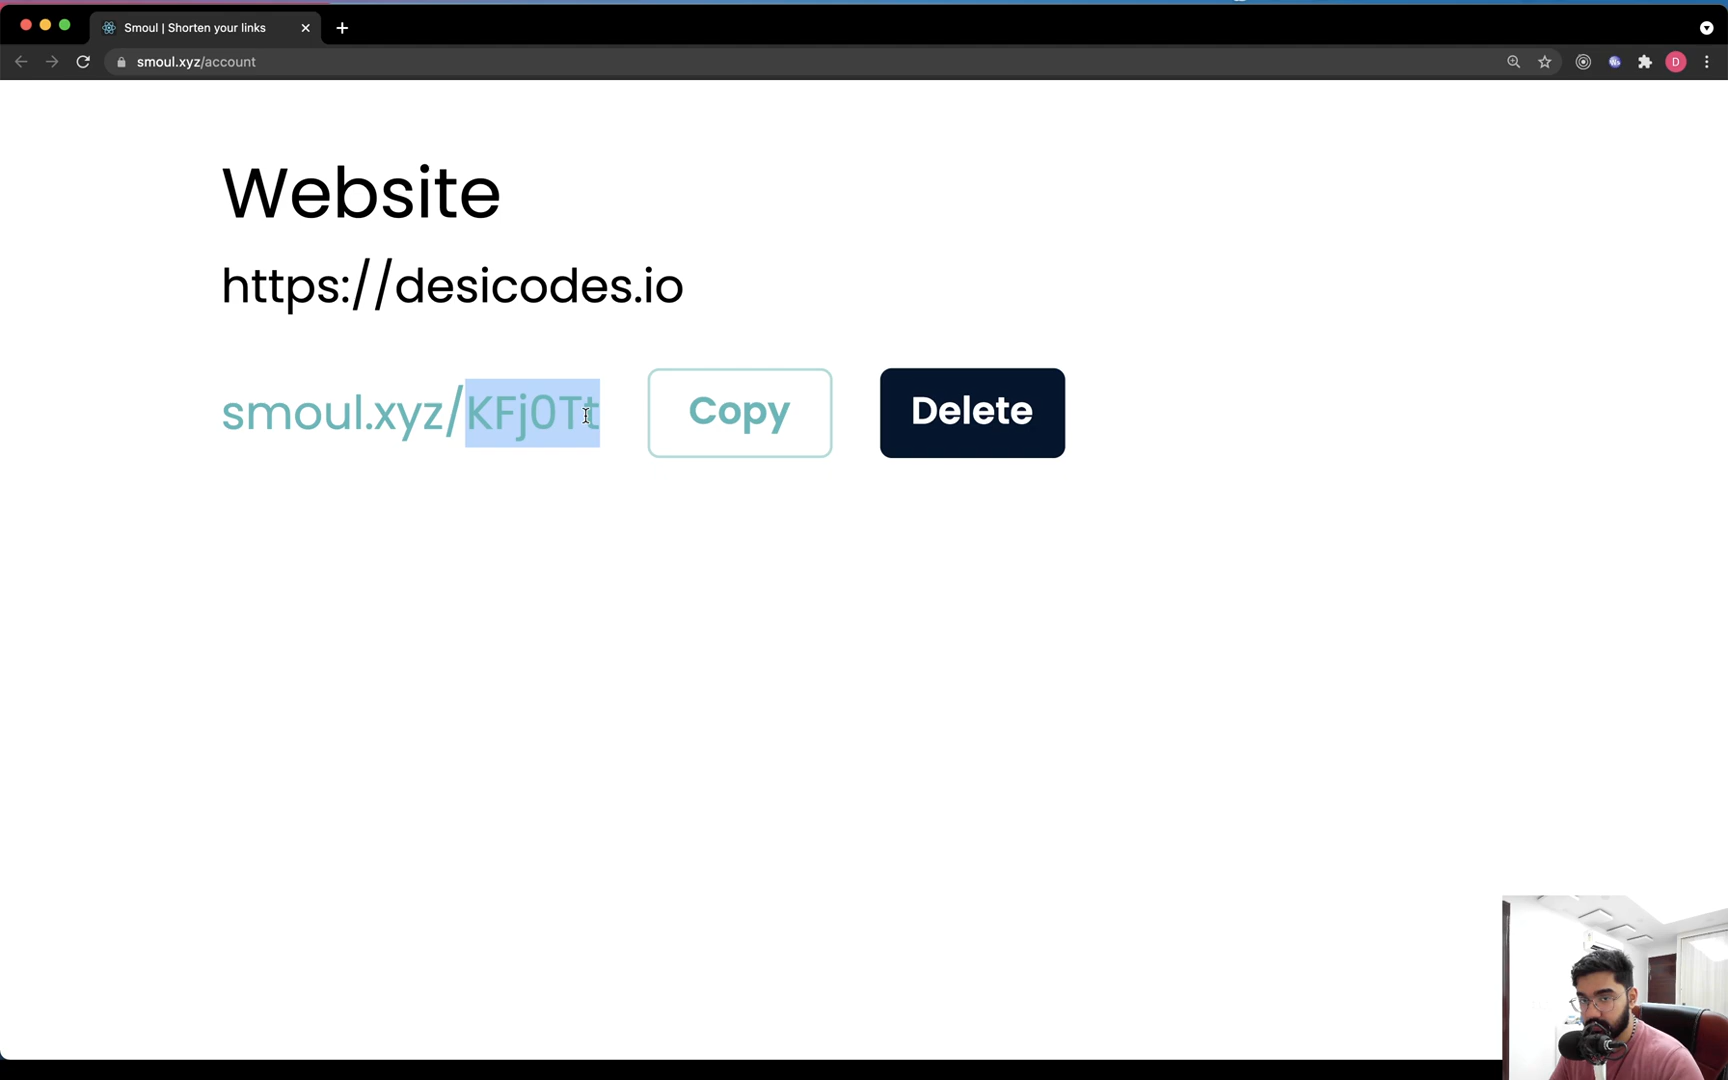 Smoul | Shorten your links
smoul.xyz/account
D
Website
https://desicodes.io
smoul.xyz/KFj0Tt
Copy
Delete